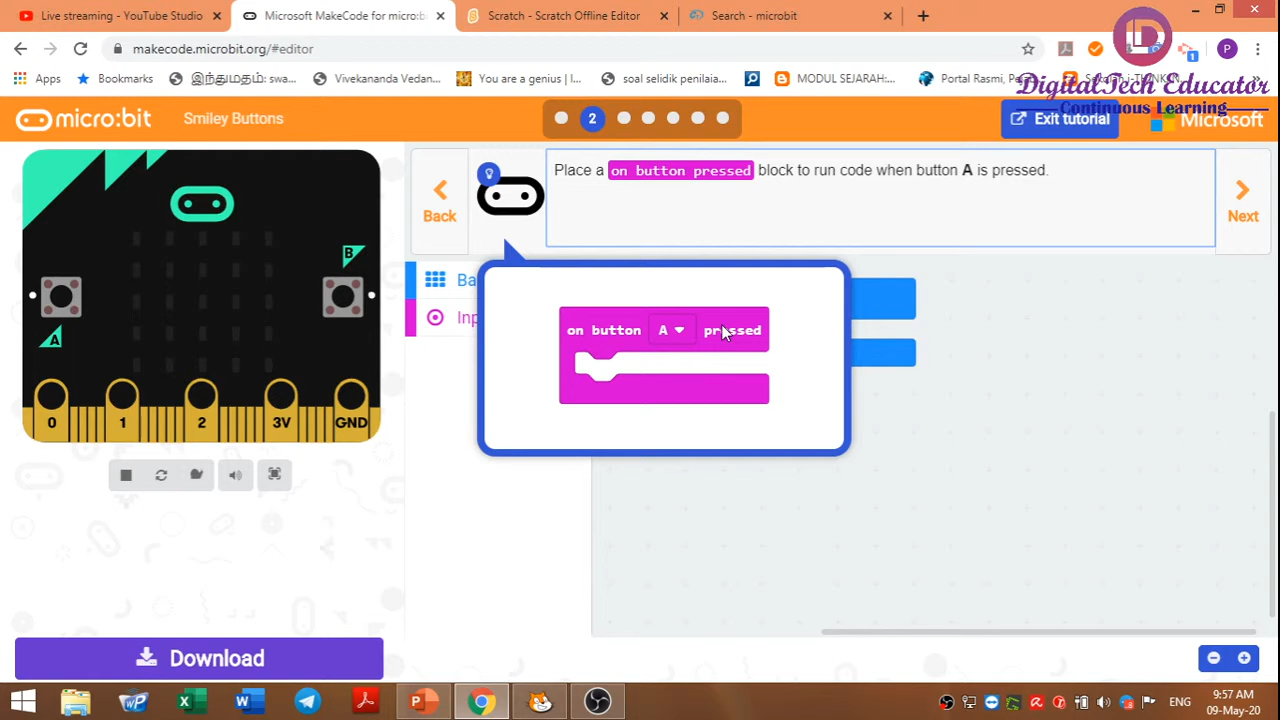 Live streaming - YouTube Studio
Microsoft MakeCode for micro:bi
Scratch - Scratch Offline Editor
Search - microbit
makecode.microbit.org/#editor
P
Apps
Bookmarks
இந்துமதம்: swa...
Vivekananda Vedan...
You are a genius | I...
soal selidik penilaia...
MODUL SEJARAH:...
Portal Rasmi,
DigitalTech Educator
Continuous Learning
micro:bit
Smiley Buttons
2
Exit tutorial
Microsoft
Back
Place a on button pressed block to run code when button A is pressed.
Next
B
A
Ba
Inp
on button A pressed
0 1 2 3V GND
Download
ENG
9:57 AM
09-May-20